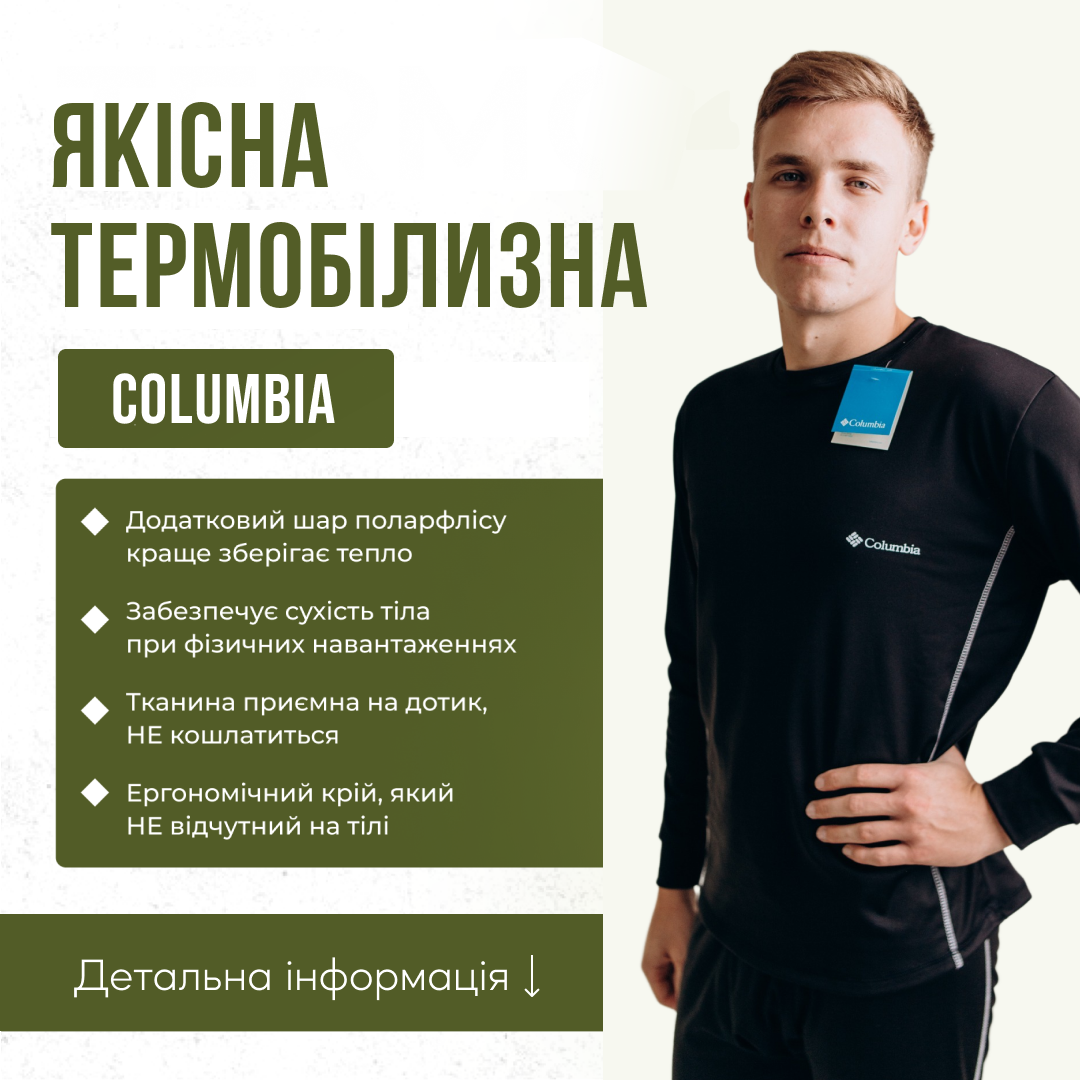 ЯКІСНА
ТЕРМОБІЛИЗНА
COLUMBIA
Додатковий шар поларфлісу
краще зберігає тепло
Забезпечує сухість тіла
при фізичних навантаженнях
Тканина приємна на дотик,
НЕ кошлатиться
Ергономічний крій, який
НЕ відчутний на тілі
Детальна інформація ↓
Columbia
Columbia